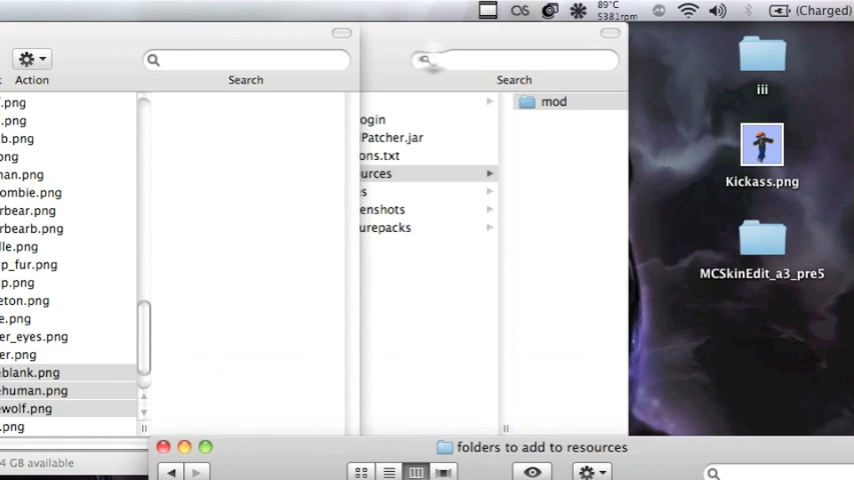 89°C
5381rpm
(Charged)
Action
Search
Search
.png
.png
b.png
png
nan.png
ombie.png
rbear.png
rbearb.png
lle.png
p_fur.png
p.png
eton.png
e.png
er_eyes.png
er.png
blank.png
human.png
wolf.png
.png
ogin
Patcher.jar
ons.txt
urces
s
enshots
urepacks
mod
iii
Kickass.png
MCSkinEdit_a3_pre5
4 GB available
folders to add to resources